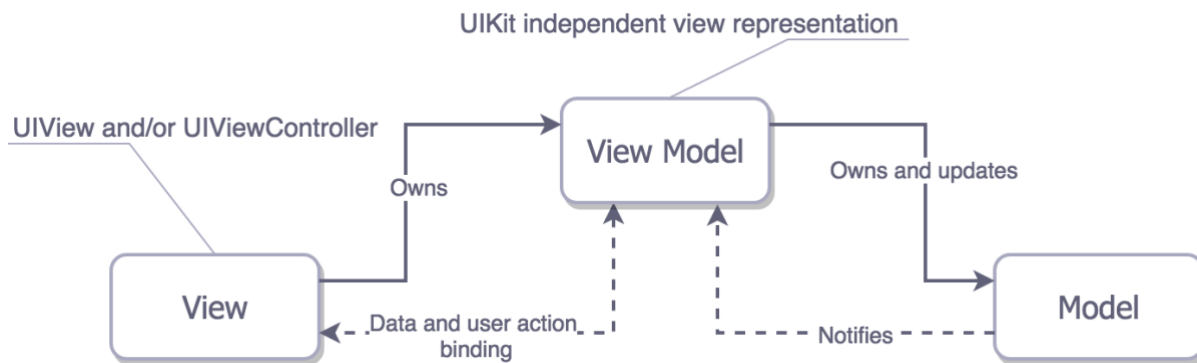 UIKit independent view representation
UIView and/or UIViewController
View Model
Owns
Owns and updates
View
Data and user action
binding
Notifies
Model